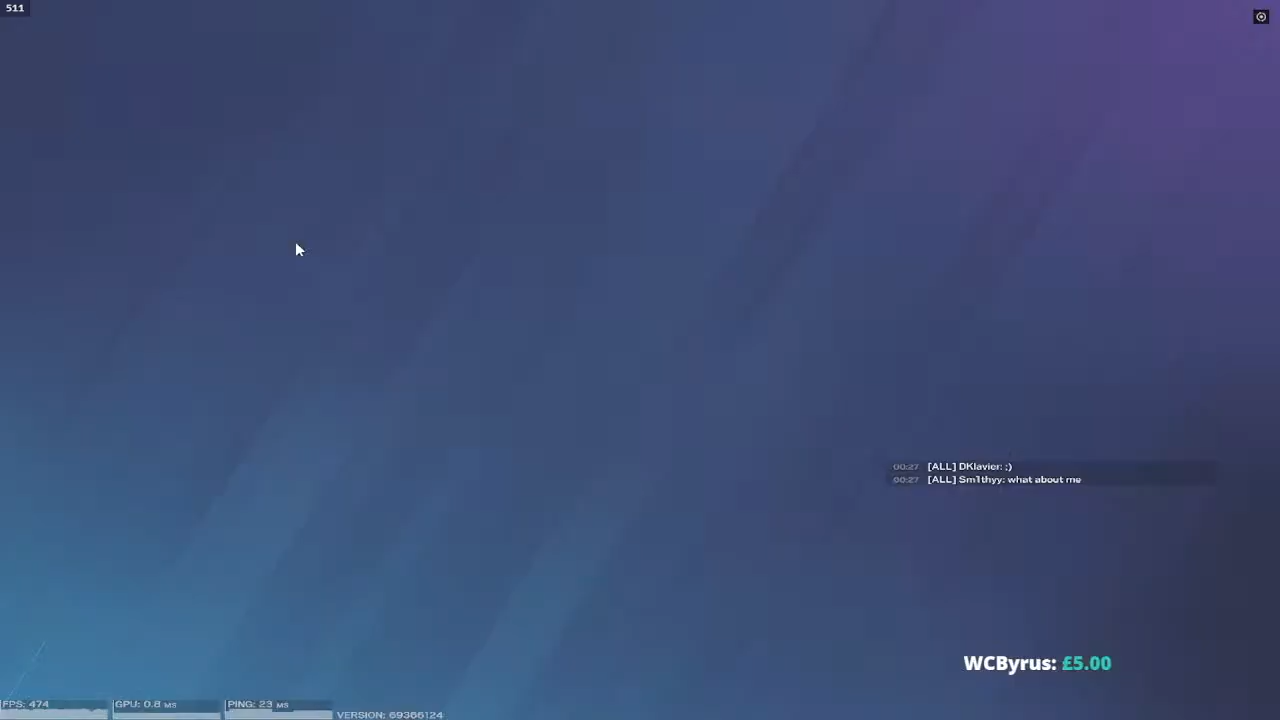 511
00:27 [ALL] DKlavier: ;)
00:27 [ALL] Sm1thyy: what about me
WCByrus: £5.00
FPS: 474 GPU: 0.8 MS PING: 23 MS VERSION: 69366124